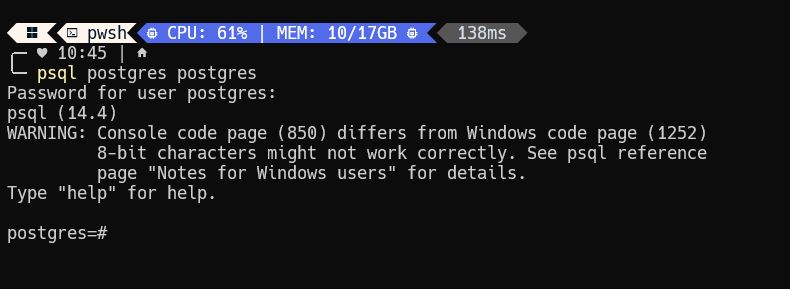 pwsh CPU: 61% | MEM: 10/17GB 138ms
♥ 10:45 |
psql postgres postgres
Password for user postgres:
psql (14.4)
WARNING: Console code page (850) differs from Windows code page (1252)
8-bit characters might not work correctly. See psql reference
page "Notes for Windows users" for details.
Type "help" for help.
postgres=#